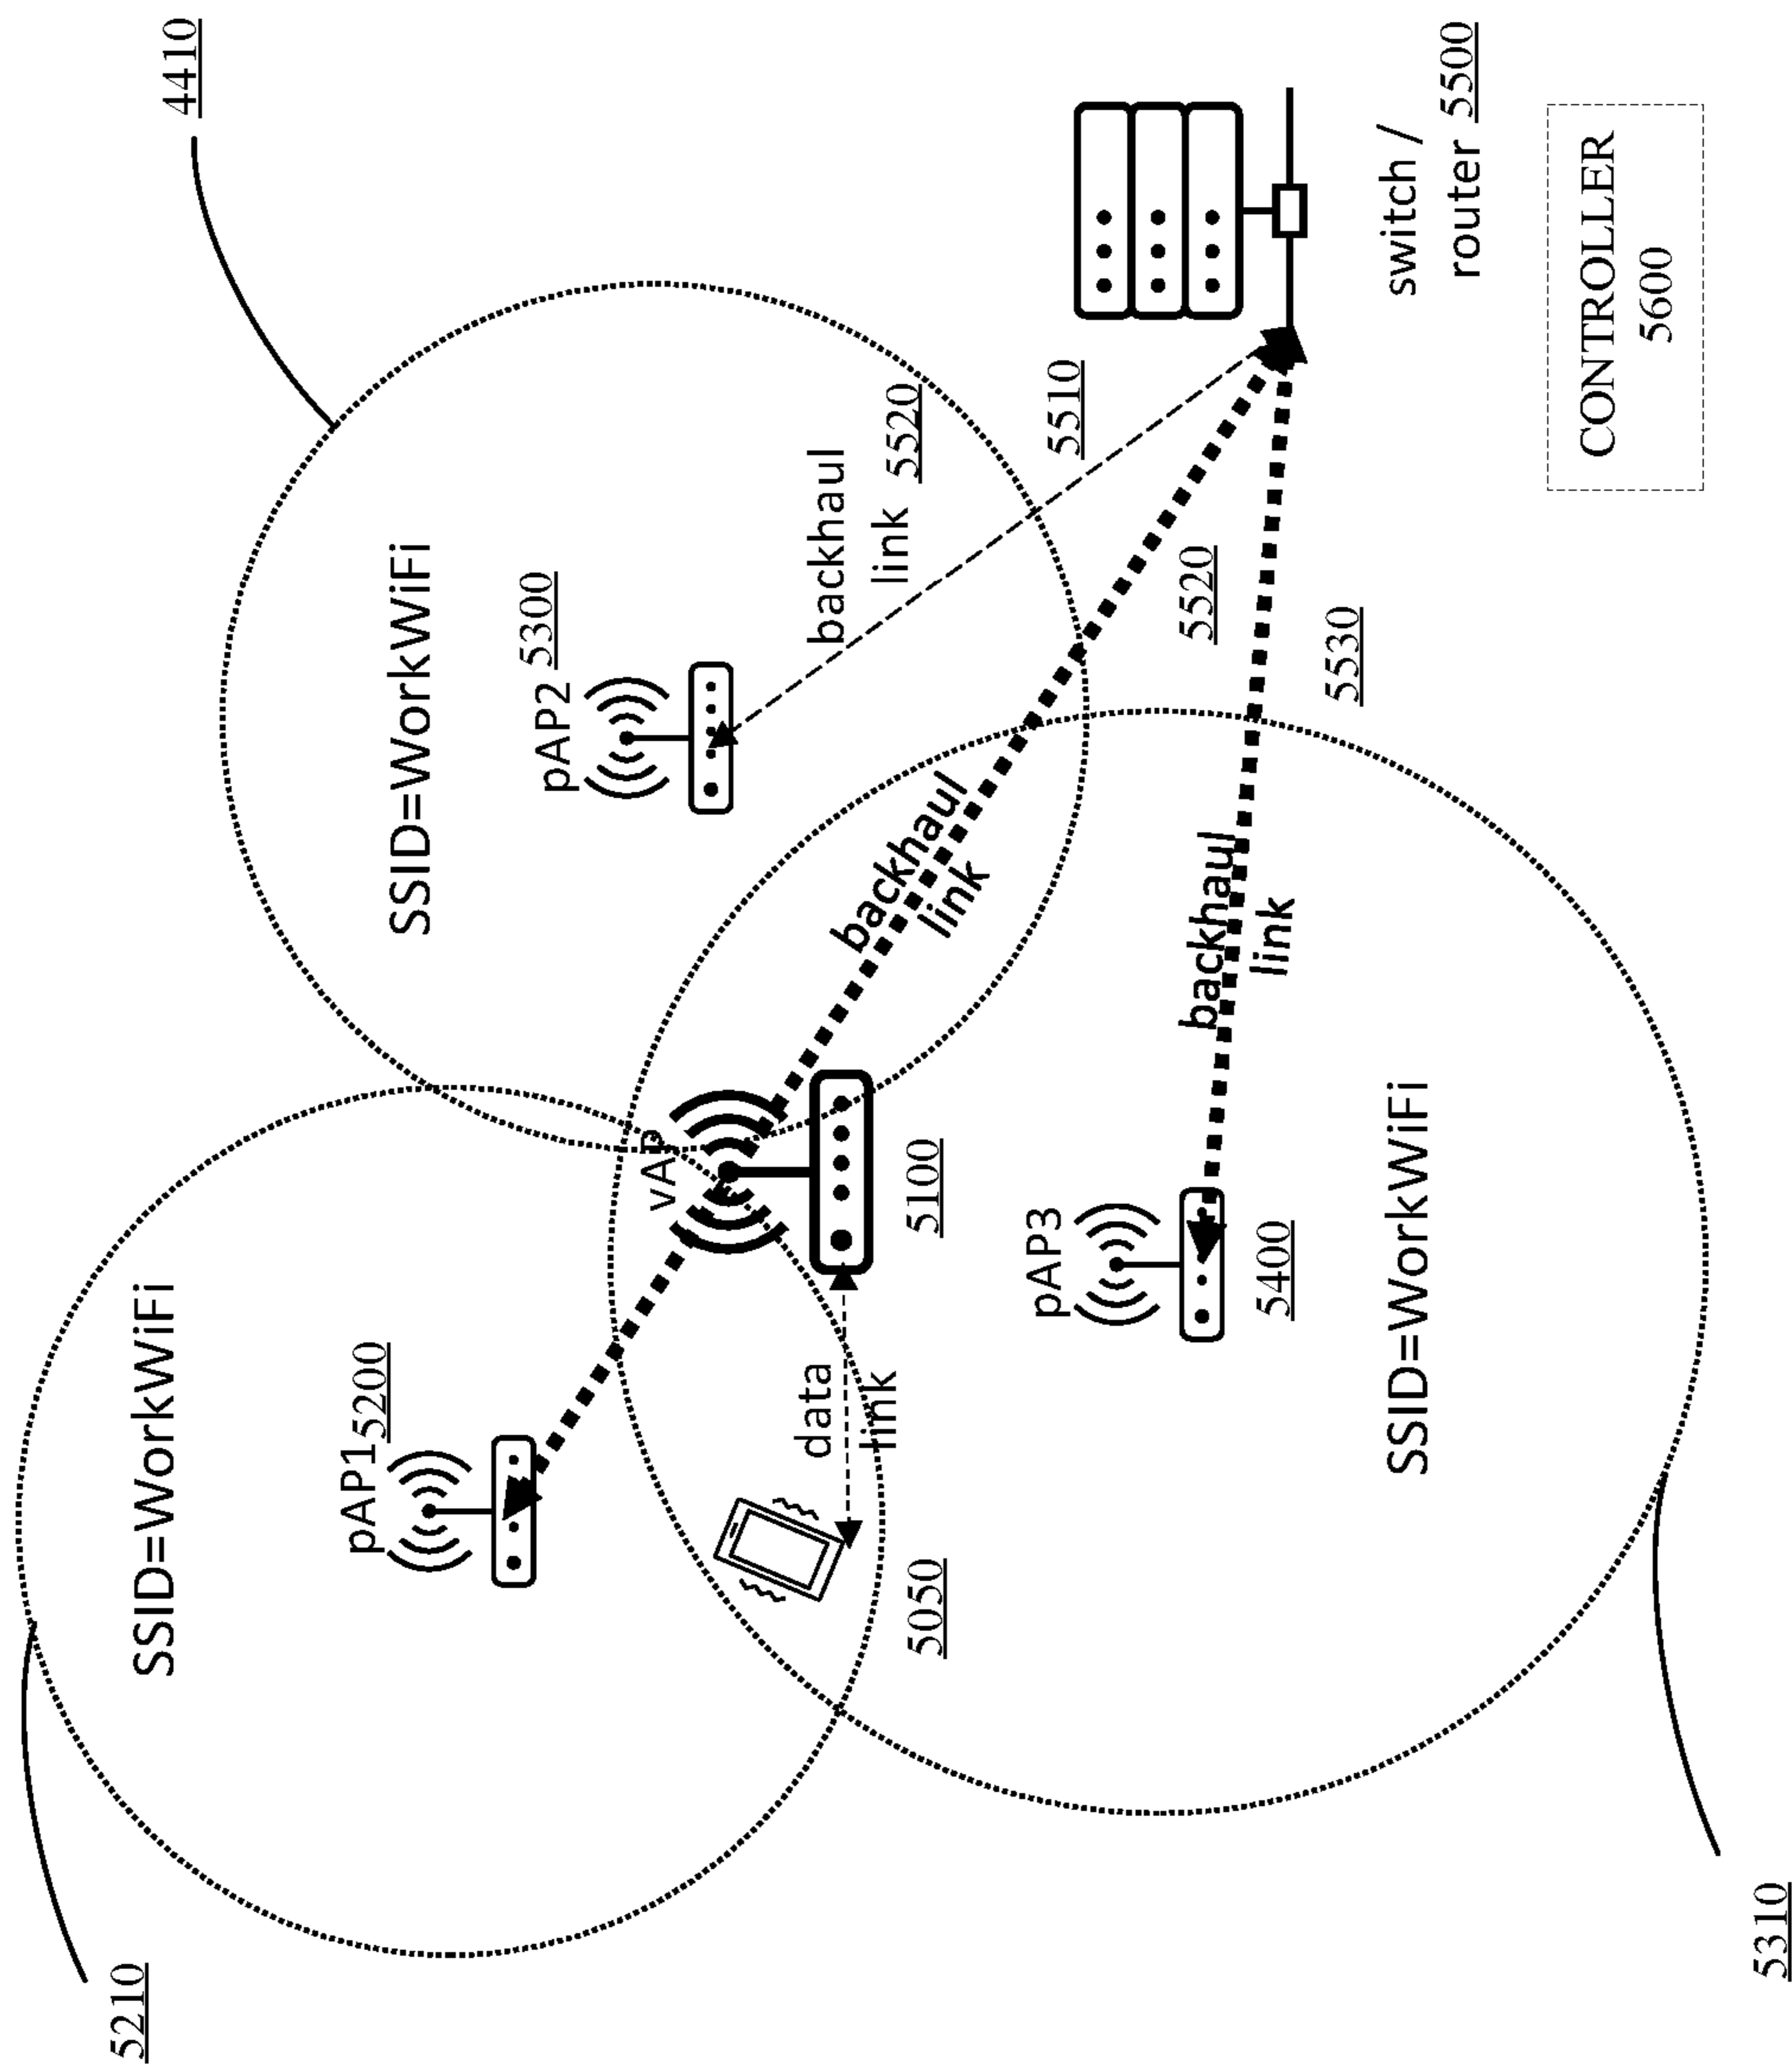 5210
SSID=WorkWiFi
4410
pAP1 5200
SSID=WorkWiFi
pAP2 5300
vAP
backhaul
link 5520
data
link
5050
5100
backhaul
link
5510
pAP3
5400
backhaul
link
5520
5530
SSID=WorkWiFi
switch /
router 5500
CONTROLLER
5600
5310